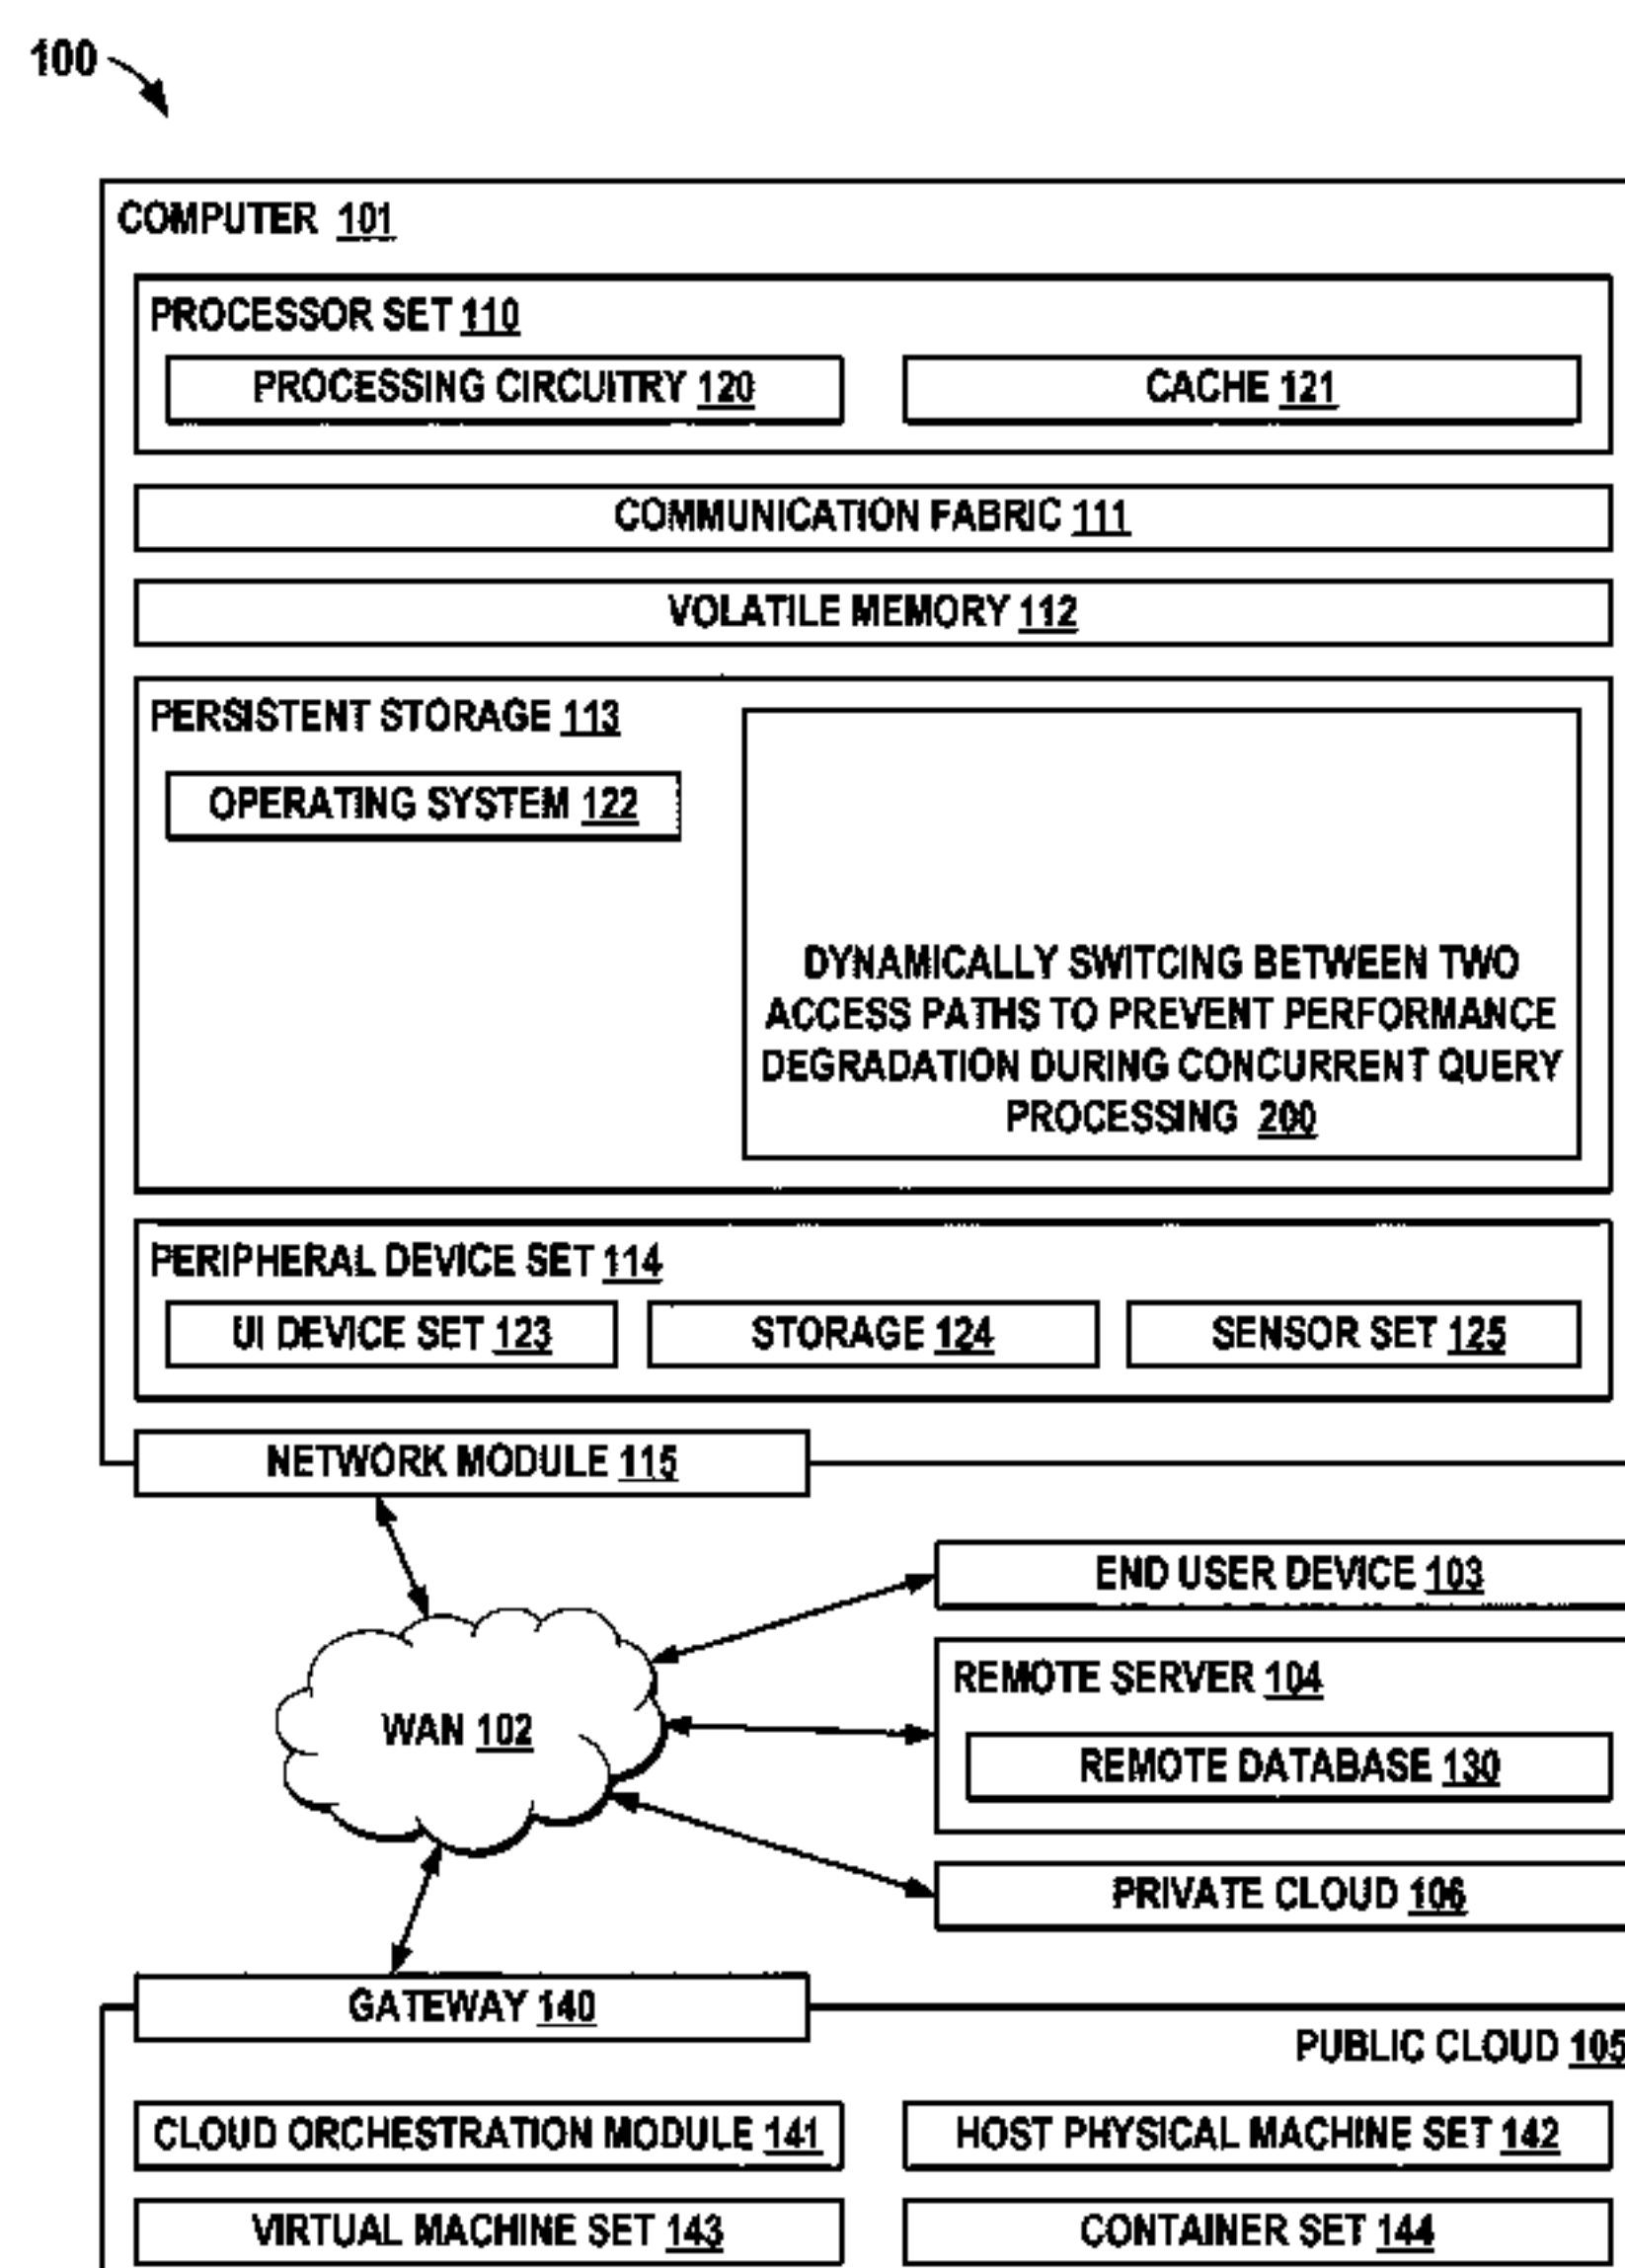 100
COMPUTER 101
PROCESSOR SET 110
PROCESSING CIRCUITRY 120
CACHE 121
COMMUNICATION FABRIC 111
VOLATILE MEMORY 112
PERSISTENT STORAGE 113
OPERATING SYSTEM 122
DYNAMICALLY SWITCING BETWEEN TWO
ACCESS PATHS TO PREVENT PERFORMANCE
DEGRADATION DURING CONCURRENT QUERY
PROCESSING 200
PERIPHERAL DEVICE SET 114
UI DEVICE SET 123
STORAGE 124
SENSOR SET 125
NETWORK MODULE 115
END USER DEVICE 103
REMOTE SERVER 104
WAN 102
REMOTE DATABASE 130
PRIVATE CLOUD 106
GATEWAY 140
PUBLIC CLOUD 105
CLOUD ORCHESTRATION MODULE 141
HOST PHYSICAL MACHINE SET 142
VIRTUAL MACHINE SET 143
CONTAINER SET 144